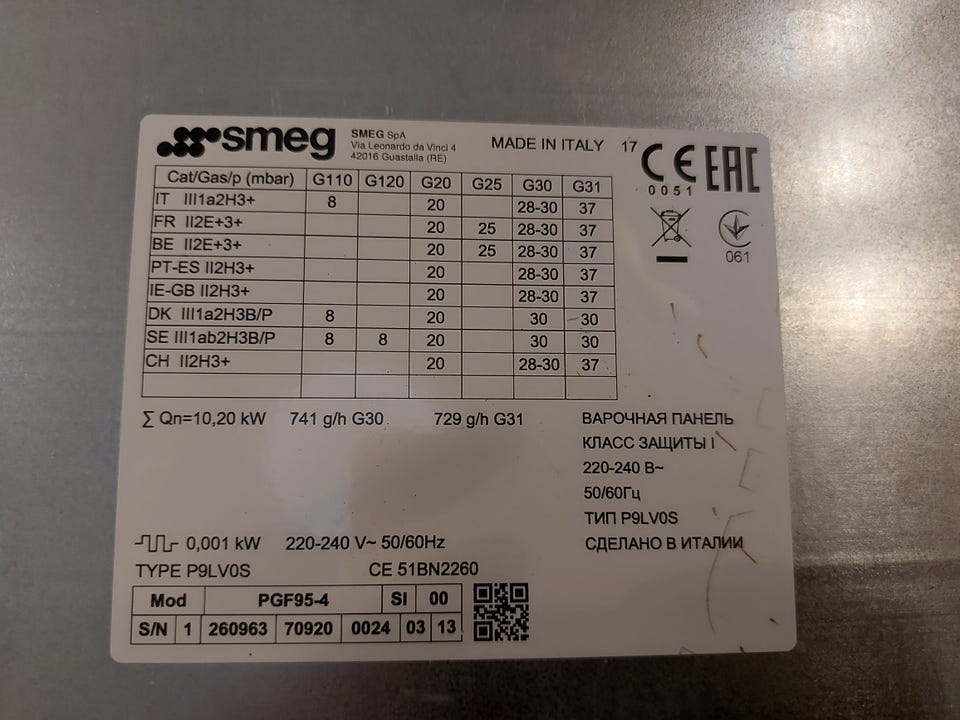 smeg
SMEG SpA
Via Leonardo da Vinci 4
42016 Guastalla (RE)
MADE IN ITALY 17
CE EAC
0051
061
Cat/Gas/p (mbar) G110 G120 G20 G25 G30 G31
IT III1a2H3+ 8 20 28-30 37
FR II2E+3+ 20 25 28-30 37
BE II2E+3+ 20 25 28-30 37
PT-ES II2H3+ 20 28-30 37
IE-GB II2H3+ 20 28-30 37
DK III1a2H3B/P 8 20 30 30
SE III1ab2H3B/P 8 8 20 30 30
CH II2H3+ 20 28-30 37
∑ Qn=10,20 kW 741 g/h G30 729 g/h G31
ВАРОЧНАЯ ПАНЕЛЬ
КЛАСС ЗАЩИТЫ I
220-240 В~
50/60Гц
ТИП P9LV0S
СДЕЛАНО В ИТАЛИИ
0,001 kW 220-240 V~ 50/60Hz
TYPE P9LV0S CE 51BN2260
Mod PGF95-4 SI 00
S/N 1 260963 70920 0024 03 13